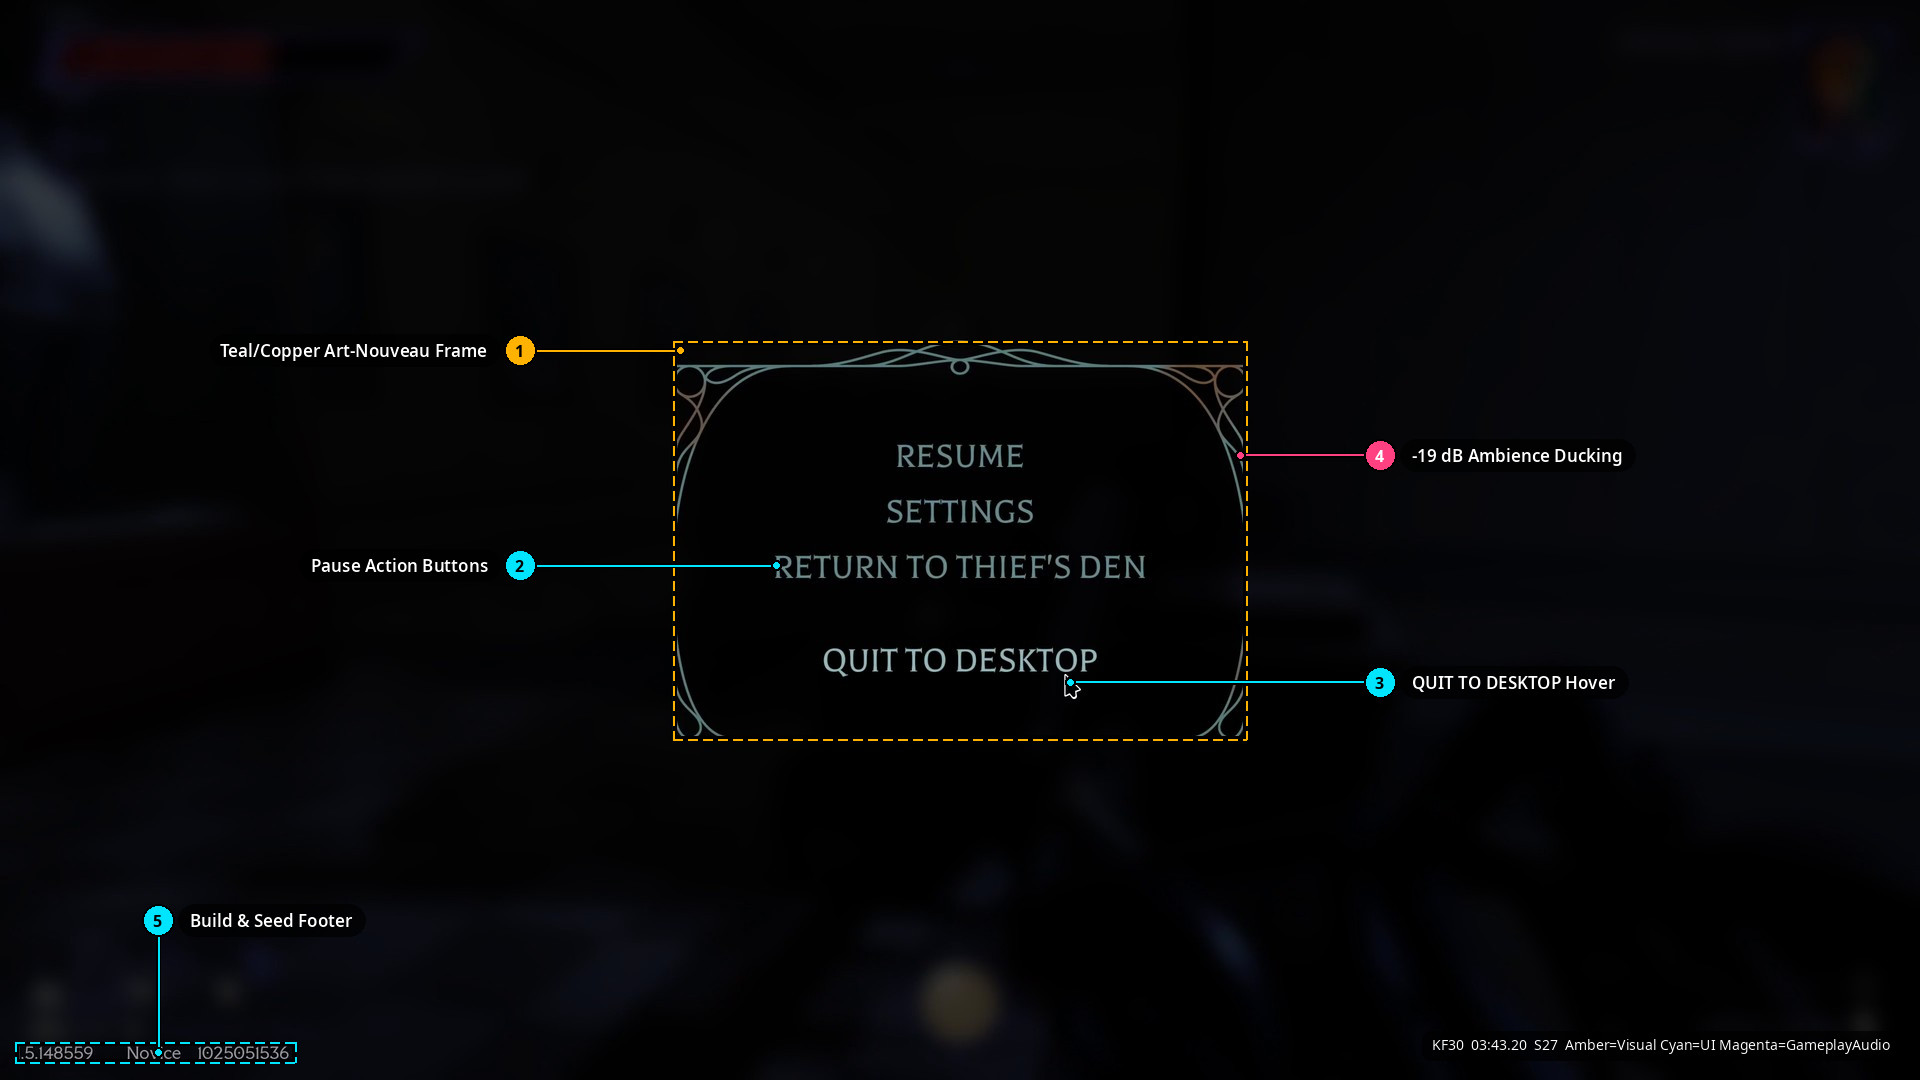 Teal/Copper Art-Nouveau Frame
1
RESUME
4
-19 dB Ambience Ducking
SETTINGS
Pause Action Buttons
2
RETURN TO THIEF'S DEN
QUIT TO DESKTOP
3
QUIT TO DESKTOP Hover
5
Build & Seed Footer
.5.148559 Novice 1025051536
KF30 03:43.20 S27 Amber=Visual Cyan=UI Magenta=GameplayAudio